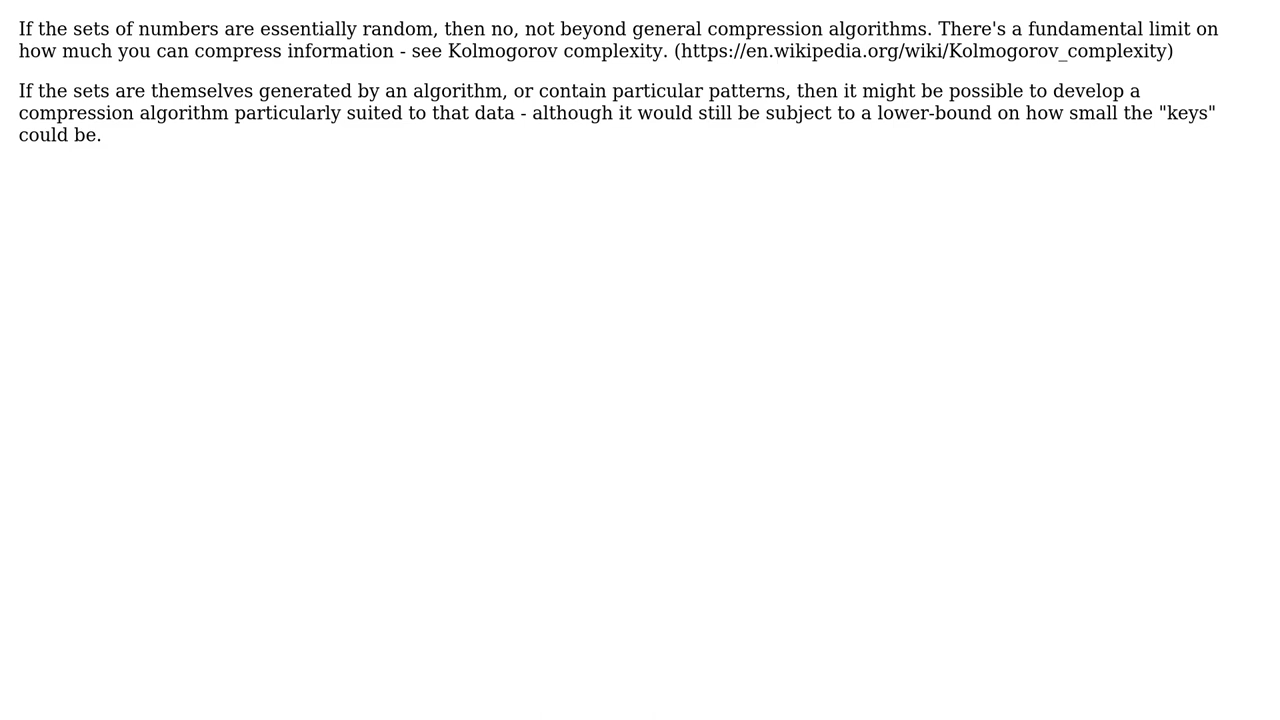 If the sets of numbers are essentially random, then no, not beyond general compression algorithms. There's a fundamental limit on
how much you can compress information - see Kolmogorov complexity. (https://en.wikipedia.org/wiki/Kolmogorov_complexity)
If the sets are themselves generated by an algorithm, or contain particular patterns, then it might be possible to develop a
compression algorithm particularly suited to that data - although it would still be subject to a lower-bound on how small the "keys"
could be.